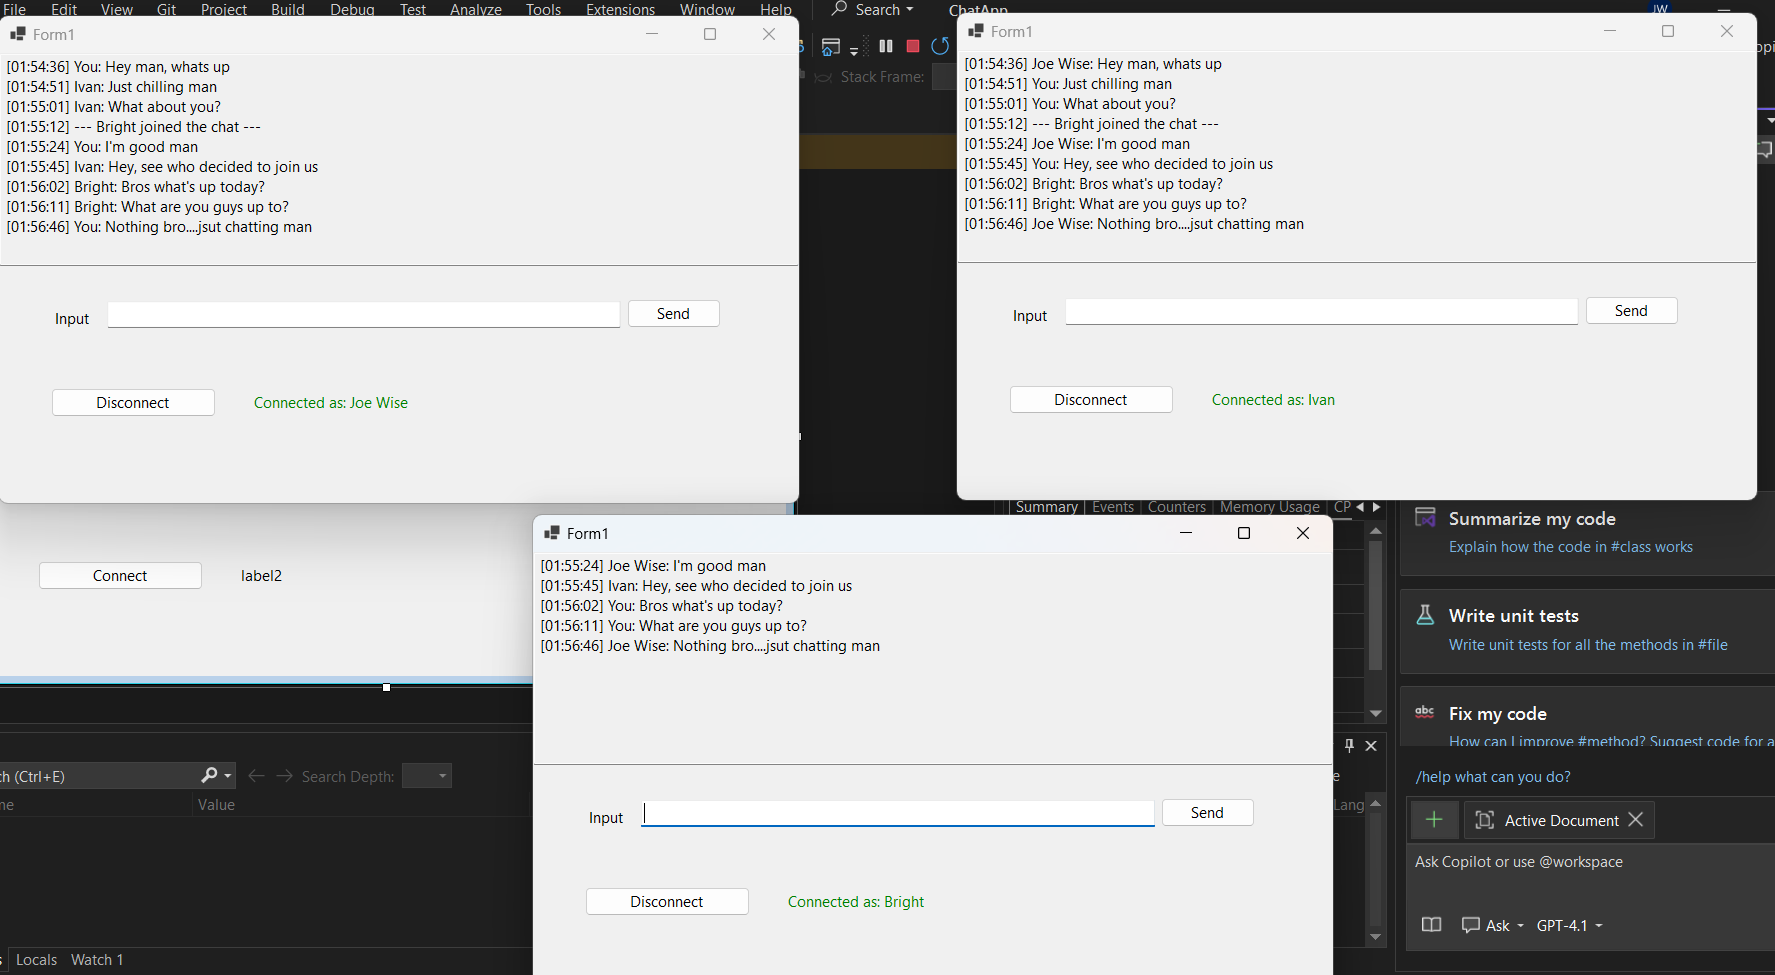 File Edit View Git Project Build Debug Test Analyze Tools Extensions Window Help Search ChatApp JW
Form1
[01:54:36] You: Hey man, whats up
[01:54:51] Ivan: Just chilling man
[01:55:01] Ivan: What about you?
[01:55:12] --- Bright joined the chat ---
[01:55:24] You: I'm good man
[01:55:45] Ivan: Hey, see who decided to join us
[01:56:02] Bright: Bros what's up today?
[01:56:11] Bright: What are you guys up to?
[01:56:46] You: Nothing bro....jsut chatting man
Input
Send
Disconnect
Connected as: Joe Wise
Stack Frame:
Form1
[01:54:36] Joe Wise: Hey man, whats up
[01:54:51] You: Just chilling man
[01:55:01] You: What about you?
[01:55:12] --- Bright joined the chat ---
[01:55:24] Joe Wise: I'm good man
[01:55:45] You: Hey, see who decided to join us
[01:56:02] Bright: Bros what's up today?
[01:56:11] Bright: What are you guys up to?
[01:56:46] Joe Wise: Nothing bro....jsut chatting man
Input
Send
Disconnect
Connected as: Ivan
Connect
label2
Summary Events Counters Memory Usage CP
Form1
[01:55:24] Joe Wise: I'm good man
[01:55:45] Ivan: Hey, see who decided to join us
[01:56:02] You: Bros what's up today?
[01:56:11] You: What are you guys up to?
[01:56:46] Joe Wise: Nothing bro....jsut chatting man
Input
Send
Disconnect
Connected as: Bright
Summarize my code
Explain how the code in #class works
Write unit tests
Write unit tests for all the methods in #file
abc
Fix my code
How can I improve #method? Suggest code for a
/help what can you do?
Active Document
Ask Copilot or use @workspace
Ask GPT-4.1
(Ctrl+E)
Search Depth:
Value
Lang
Locals Watch 1